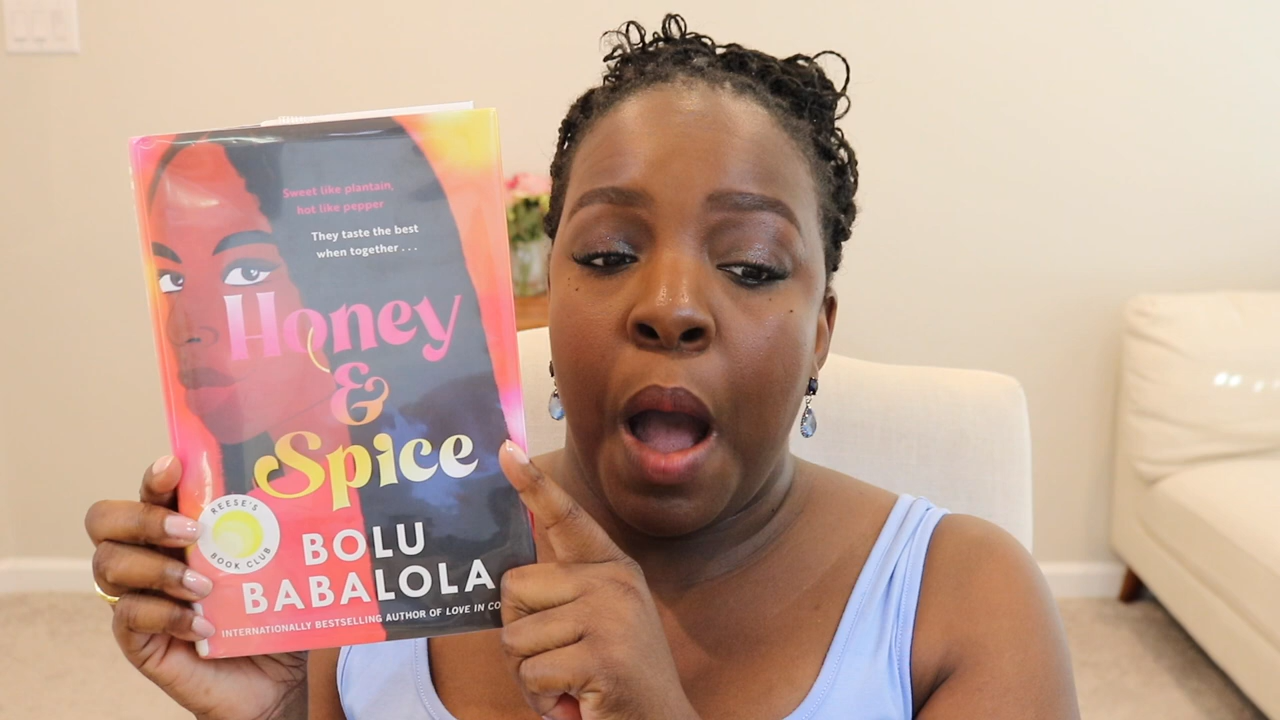 Sweet like plantain,
hot like pepper
They taste the best
when together . . .
Honey
&
Spice
REESE'S
BOOK CLUB
BOLU
BABALOLA
INTERNATIONALLY BESTSELLING AUTHOR OF LOVE IN